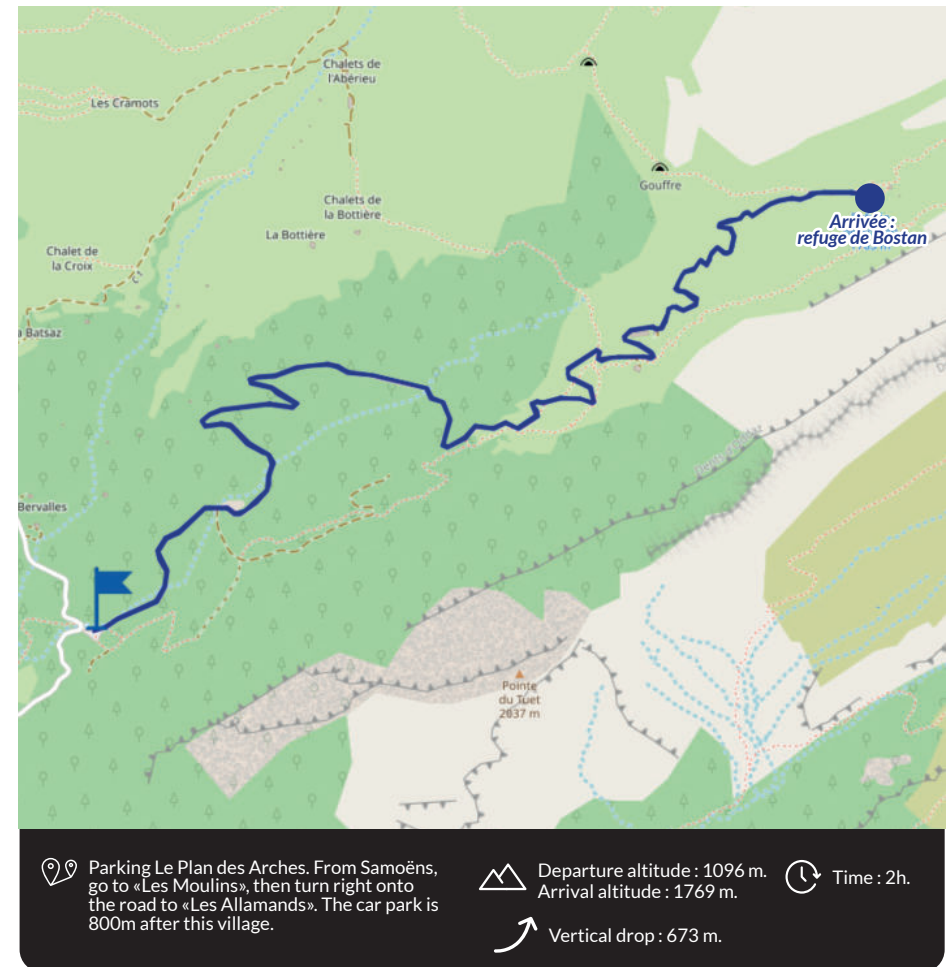 Chalets de
l'Abérieu
Les Cramots
Gouffre
Chalets de
la Bottière
La Bottière
Arrivée :
refuge de Bostan
Chalet de
la Croix
a Batsaz
Bervalles
Pointe
du Tuet
2037 m
Parking Le Plan des Arches. From Samoëns,
go to «Les Moulins», then turn right onto
the road to «Les Allamands». The car park is
800m after this village.
Departure altitude : 1096 m.
Arrival altitude : 1769 m.
Vertical drop : 673 m.
Time : 2h.